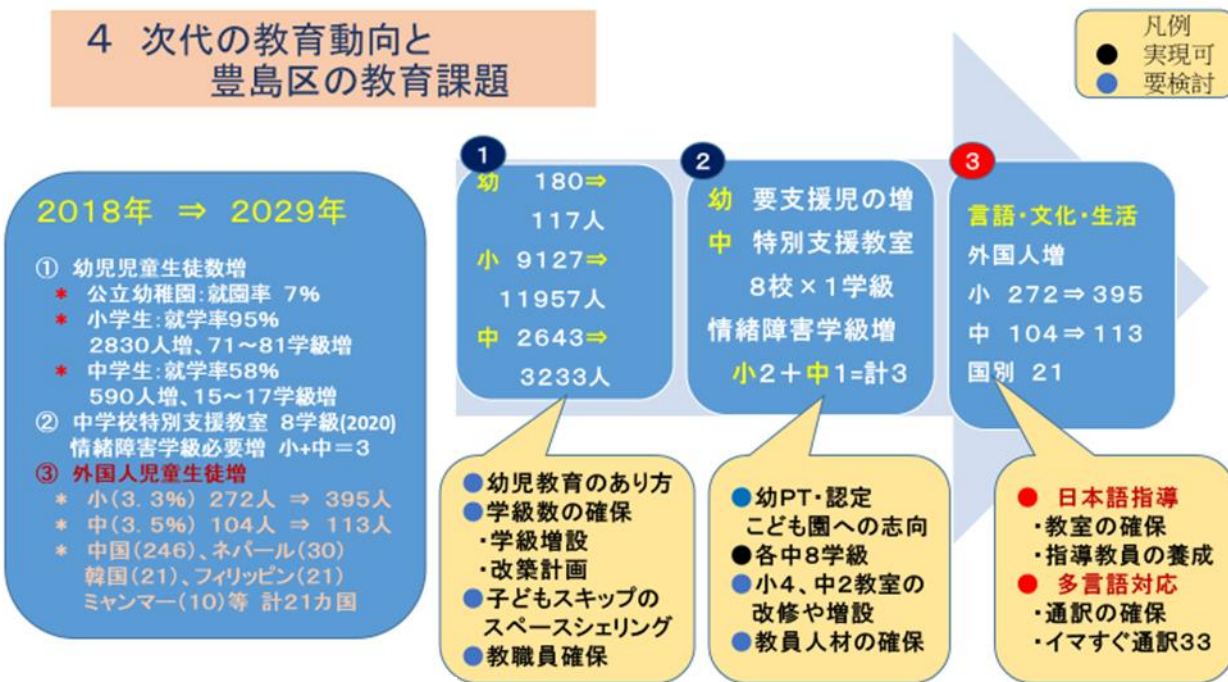 4 次代の教育動向と
豊島区の教育課題
凡例
● 実現可
● 要検討
2018年 ⇒ 2029年
① 幼児児童生徒数増
* 公立幼稚園:就園率 7%
* 小学生:就学率95%
2830人増、71～81学級増
* 中学生:就学率58%
590人増、15～17学級増
② 中学校特別支援教室 8学級(2020)
情緒障害学級必要増 小+中＝3
③ 外国人児童生徒増
* 小(3.3%) 272人 ⇒ 395人
* 中(3.5%) 104人 ⇒ 113人
* 中国(246)、ネパール(30)
韓国(21)、フィリッピン(21)
ミャンマー(10)等 計21カ国
1
幼 180⇒
117人
小 9127⇒
11957人
中 2643⇒
3233人
2
幼 要支援児の増
中 特別支援教室
8校×1学級
情緒障害学級増
小2＋中1=計3
3
言語・文化・生活
外国人増
小 272⇒395
中 104⇒113
国別 21
●幼児教育のあり方
●学級数の確保
・学級増設
・改築計画
●子どもスキップの
スペースシェリング
●教職員確保
●幼PT・認定
こども園への志向
●各中8学級
●小4、中2教室の
改修や増設
●教員人材の確保
● 日本語指導
・教室の確保
・指導教員の養成
● 多言語対応
・通訳の確保
・イマすぐ通訳33